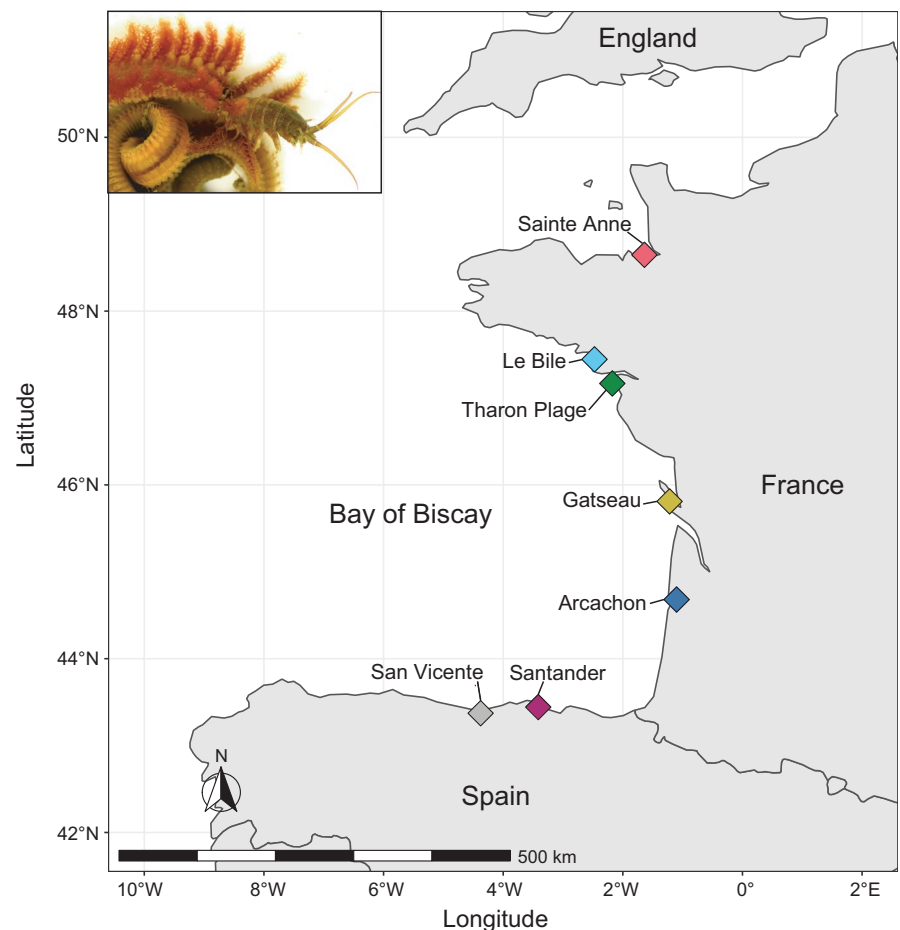 England
50°N
Sainte Anne
48°N
Le Bile
Tharon Plage
Latitude
46°N
Gatseau
France
Bay of Biscay
Arcachon
44°N
San Vicente
Santander
N
Spain
42°N
500 km
10°W
8°W
6°W
4°W
2°W
0°
2°E
Longitude